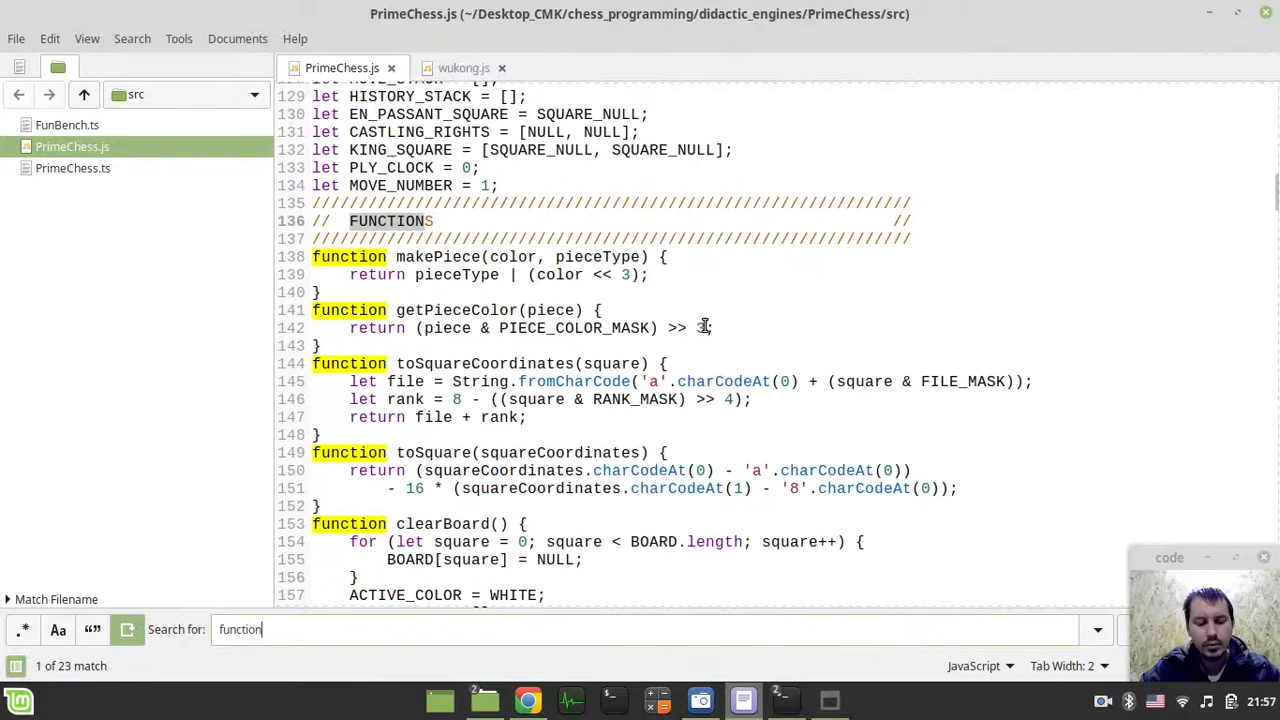 PrimeChess.js (~/Desktop_CMK/chess_programming/didactic_engines/PrimeChess/src)
File Edit View Search Tools Documents Help
PrimeChess.js
wukong.js
src
FunBench.ts
PrimeChess.js
PrimeChess.ts
129 let HISTORY_STACK = [];
130 let EN_PASSANT_SQUARE = SQUARE_NULL;
131 let CASTLING_RIGHTS = [NULL, NULL];
132 let KING_SQUARE = [SQUARE_NULL, SQUARE_NULL];
133 let PLY_CLOCK = 0;
134 let MOVE_NUMBER = 1;
135 ////////////////////////////////////////////////////////////////
136 // FUNCTIONS //
137 ////////////////////////////////////////////////////////////////
138 function makePiece(color, pieceType) {
139 return pieceType | (color << 3);
140 }
141 function getPieceColor(piece) {
142 return (piece & PIECE_COLOR_MASK) >> 3;
143 }
144 function toSquareCoordinates(square) {
145 let file = String.fromCharCode('a'.charCodeAt(0) + (square & FILE_MASK));
146 let rank = 8 - ((square & RANK_MASK) >> 4);
147 return file + rank;
148 }
149 function toSquare(squareCoordinates) {
150 return (squareCoordinates.charCodeAt(0) - 'a'.charCodeAt(0))
151 - 16 * (squareCoordinates.charCodeAt(1) - '8'.charCodeAt(0));
152 }
153 function clearBoard() {
154 for (let square = 0; square < BOARD.length; square++) {
155 BOARD[square] = NULL;
156 }
157 ACTIVE_COLOR = WHITE;
Match Filename
code
.* Aa “” Search for: function
1 of 23 match
JavaScript
Tab Width: 2
2
2
21:57